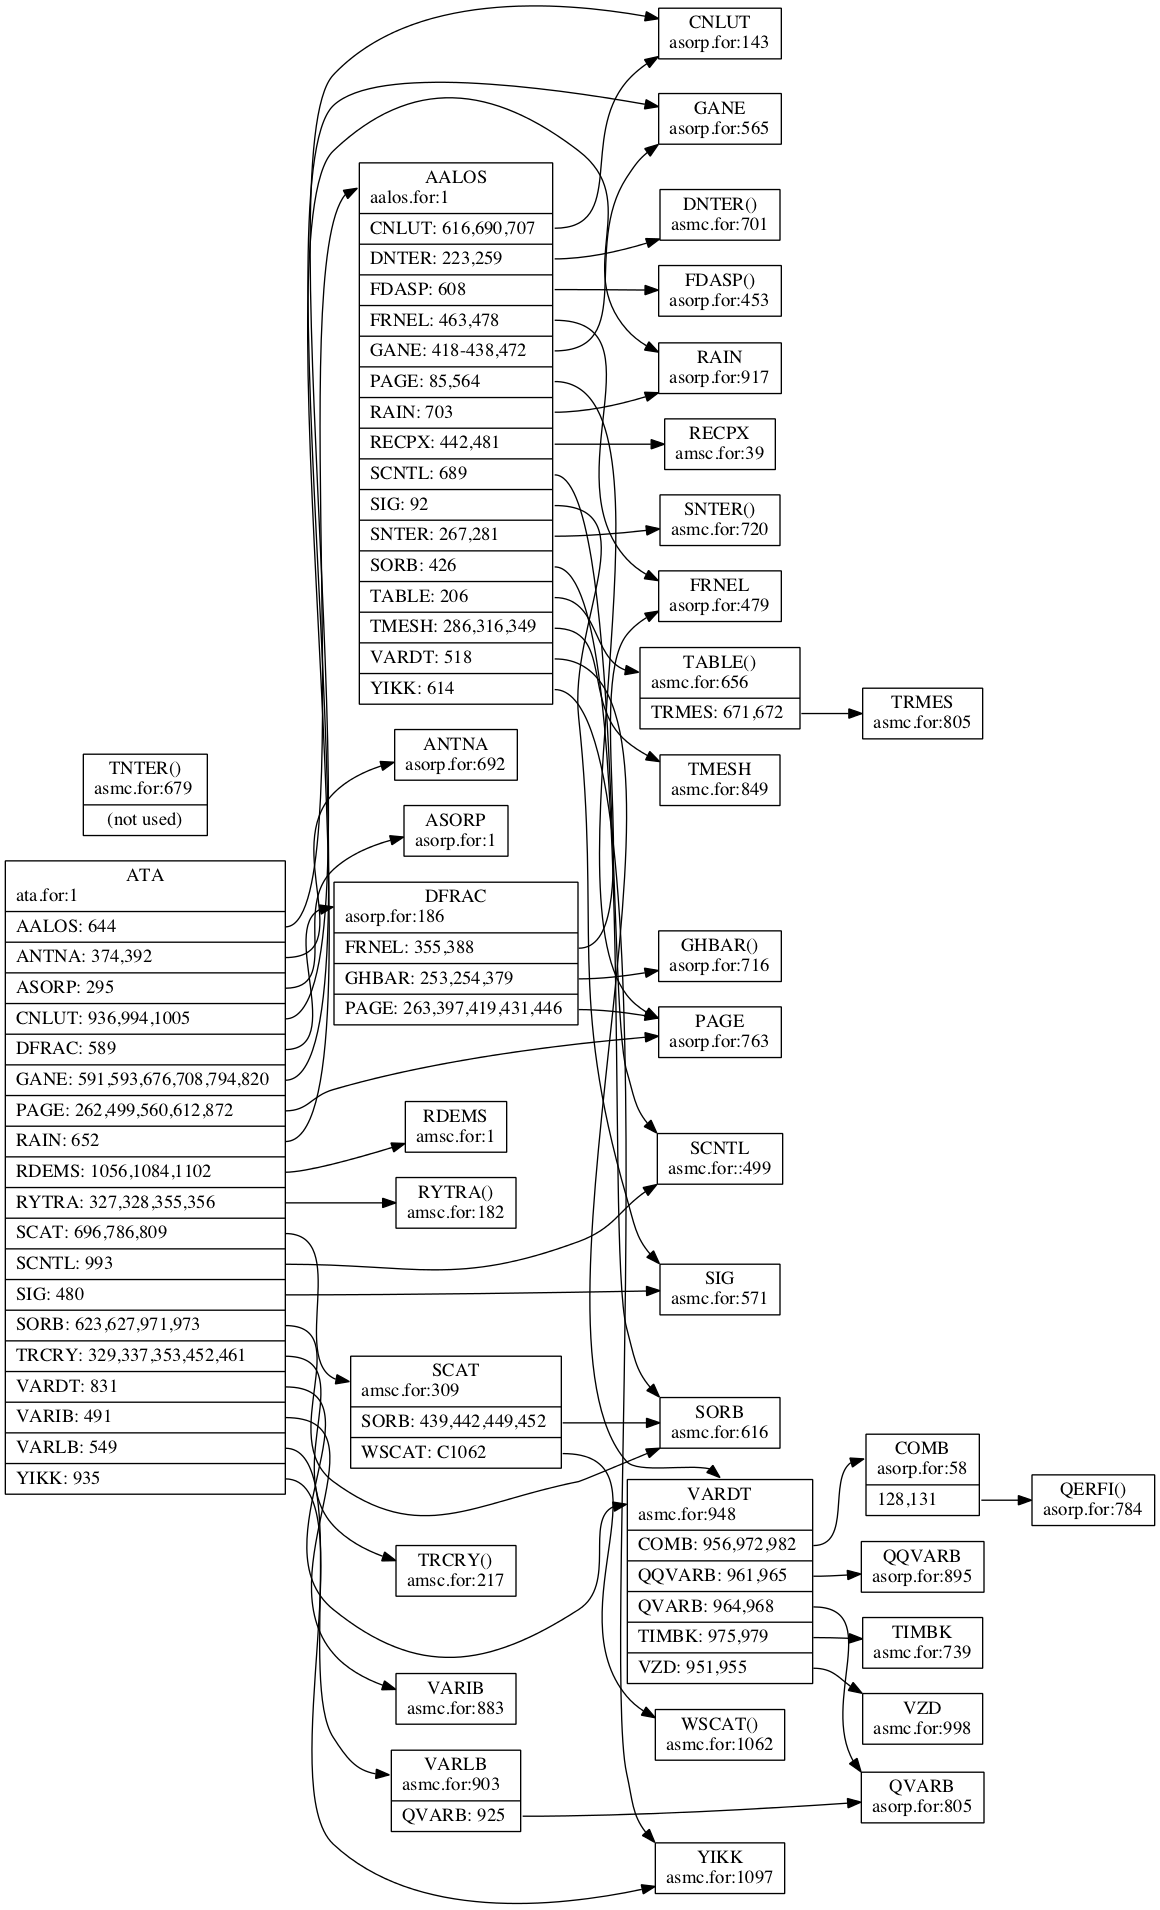 TNTER()
asmc.for:679
(not used)
ATA
ata.for:1
AALOS: 644
ANTNA: 374,392
ASORP: 295
CNLUT: 936,994,1005
DFRAC: 589
GANE: 591,593,676,708,794,820
PAGE: 262,499,560,612,872
RAIN: 652
RDEMS: 1056,1084,1102
RYTRA: 327,328,355,356
SCAT: 696,786,809
SCNTL: 993
SIG: 480
SORB: 623,627,971,973
TRCRY: 329,337,353,452,461
VARDT: 831
VARIB: 491
VARLB: 549
YIKK: 935
AALOS
aalos.for:1
CNLUT: 616,690,707
DNTER: 223,259
FDASP: 608
FRNEL: 463,478
GANE: 418-438,472
PAGE: 85,564
RAIN: 703
RECPX: 442,481
SCNTL: 689
SIG: 92
SNTER: 267,281
SORB: 426
TABLE: 206
TMESH: 286,316,349
VARDT: 518
YIKK: 614
ANTNA
asorp.for:692
ASORP
asorp.for:1
DFRAC
asorp.for:186
FRNEL: 355,388
GHBAR: 253,254,379
PAGE: 263,397,419,431,446
RDEMS
amsc.for:1
RYTRA()
amsc.for:182
SCAT
amsc.for:309
SORB: 439,442,449,452
WSCAT: C1062
TRCRY()
amsc.for:217
VARIB
asmc.for:883
VARLB
asmc.for:903
QVARB: 925
CNLUT
asorp.for:143
GANE
asorp.for:565
DNTER()
asmc.for:701
FDASP()
asorp.for:453
RAIN
asorp.for:917
RECPX
amsc.for:39
SNTER()
asmc.for:720
FRNEL
asorp.for:479
TABLE()
asmc.for:656
TRMES: 671,672
TMESH
asmc.for:849
GHBAR()
asorp.for:716
PAGE
asorp.for:763
SCNTL
asmc.for::499
SIG
asmc.for:571
SORB
asmc.for:616
VARDT
asmc.for:948
COMB: 956,972,982
QQVARB: 961,965
QVARB: 964,968
TIMBK: 975,979
VZD: 951,955
WSCAT()
asmc.for:1062
YIKK
asmc.for:1097
TRMES
asmc.for:805
COMB
asorp.for:58
128,131
QQVARB
asorp.for:895
TIMBK
asmc.for:739
VZD
asmc.for:998
QVARB
asorp.for:805
QERFI()
asorp.for:784